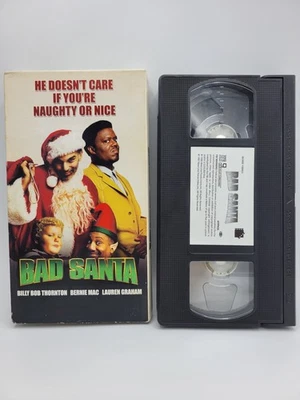 HE DOESN'T CARE
IF YOU'RE
NAUGHTY OR NICE
BAD SANTA
BILLY BOB THORNTON BERNIE MAC LAUREN GRAHAM
BAD SANTA